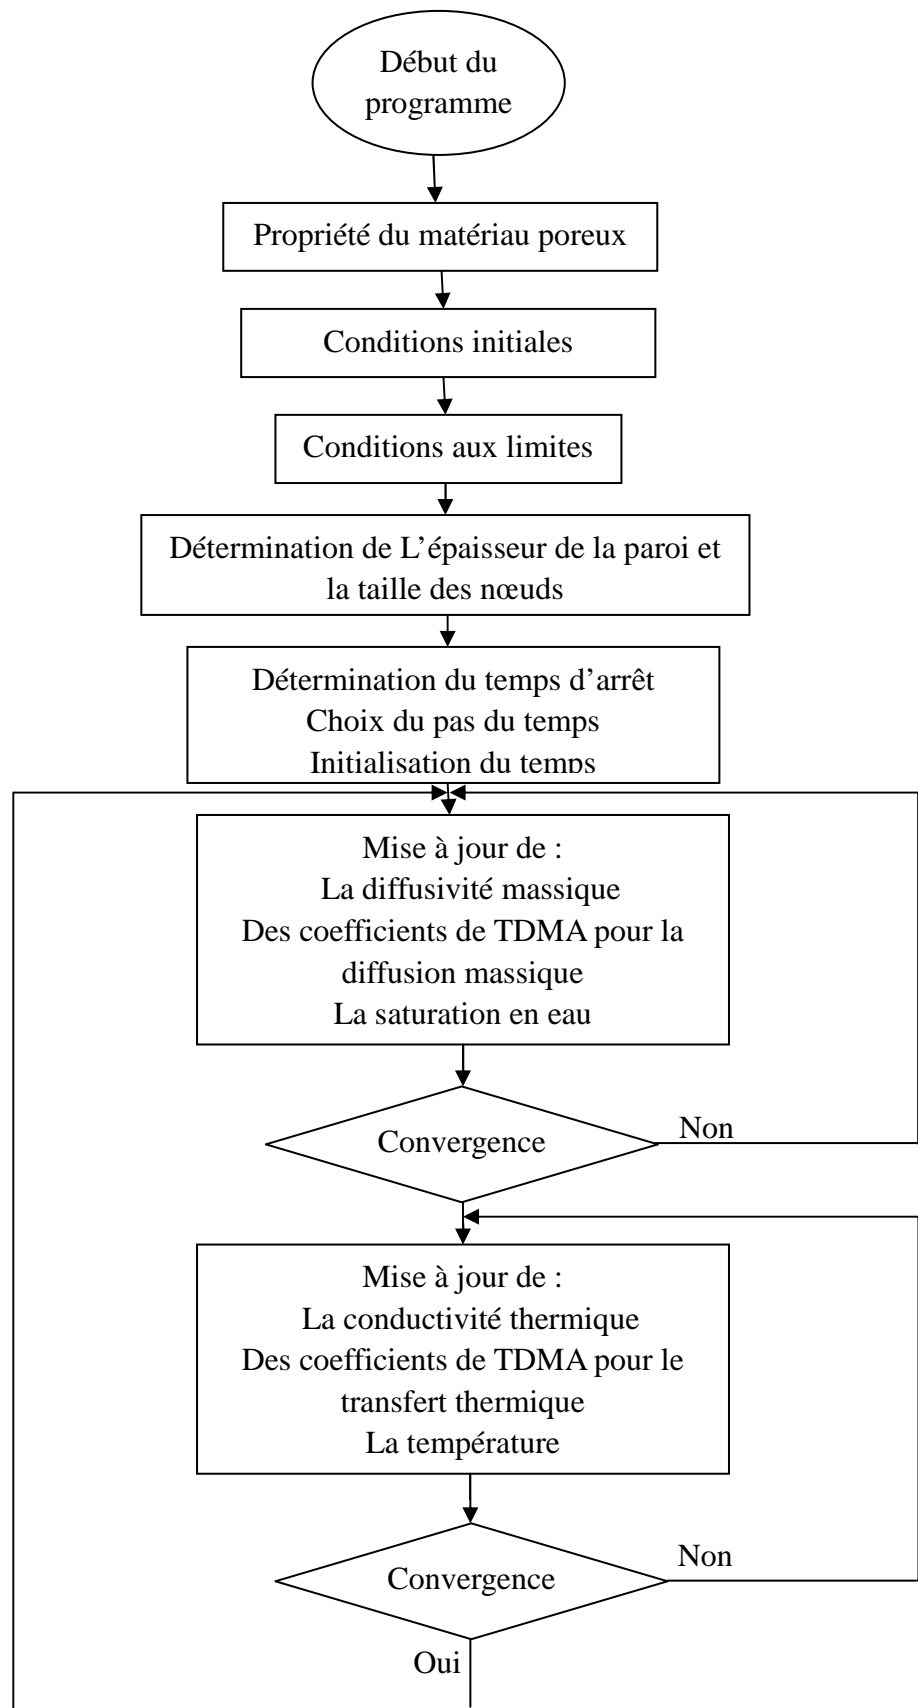 Début du
programme
Propriété du matériau poreux
Conditions initiales
Conditions aux limites
Détermination de L'épaisseur de la paroi et
la taille des nœuds
Détermination du temps d'arrêt
Choix du pas du temps
Initialisation du temps
Mise à jour de :
La diffusivité massique
Des coefficients de TDMA pour la
diffusion massique
La saturation en eau
Convergence
Non
Mise à jour de :
La conductivité thermique
Des coefficients de TDMA pour le
transfert thermique
La température
Convergence
Non
Oui